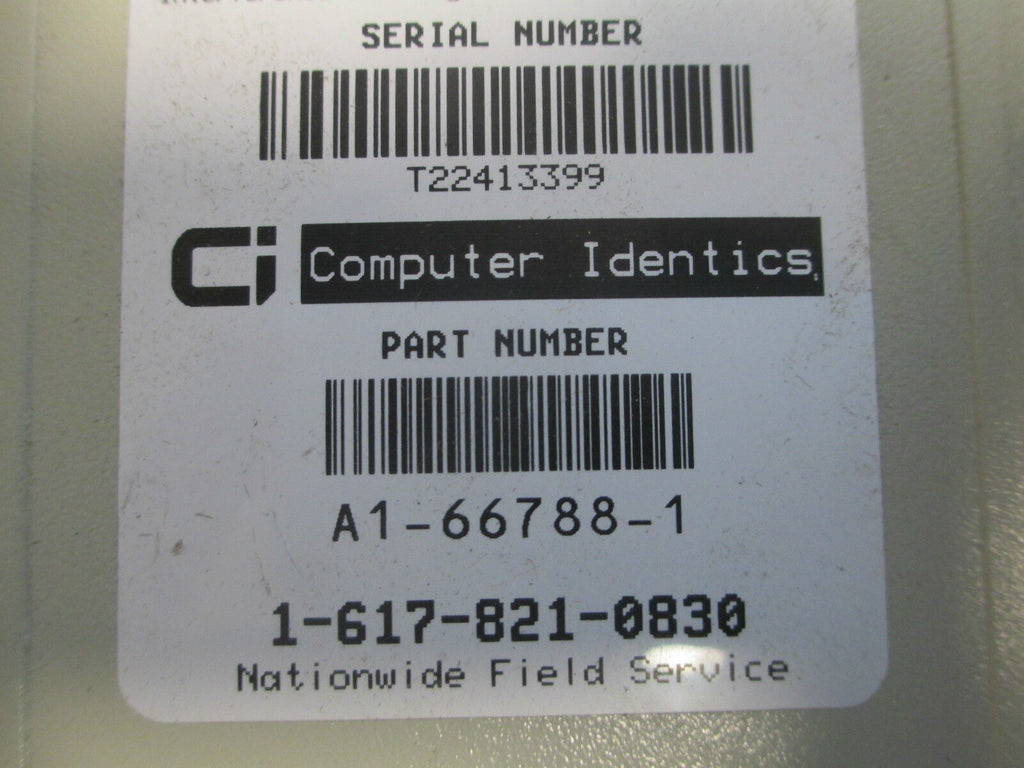 SERIAL NUMBER
T22413399
Ci Computer Identics
PART NUMBER
A1-66788-1
1-617-821-0830
Nationwide Field Service